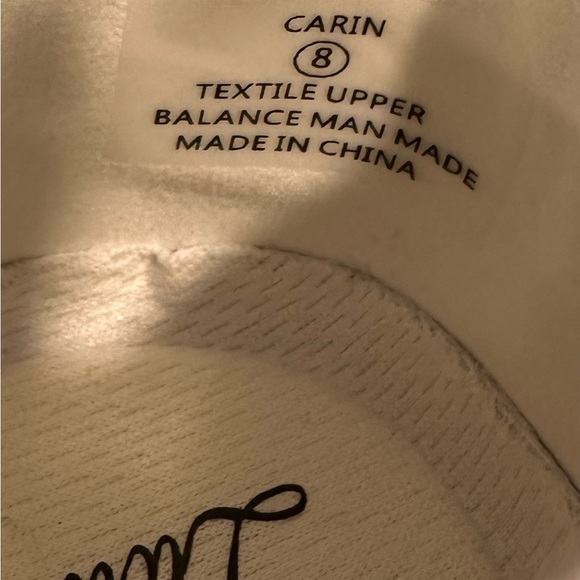 CARIN
8
TEXTILE UPPER
BALANCE MAN MADE
MADE IN CHINA